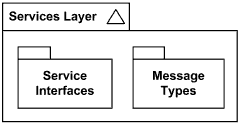 Services Layer
Service
Interfaces
Message
Types